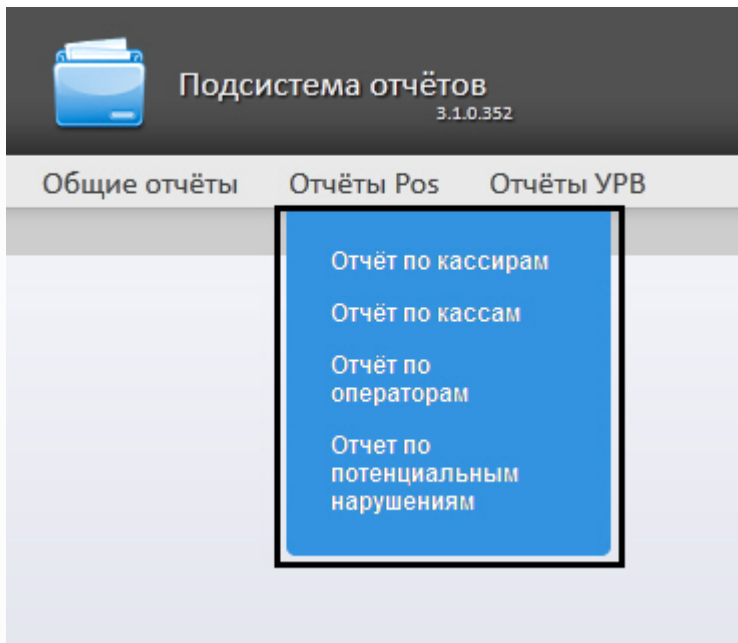 Подсистема отчётов
3.1.0.352
Общие отчёты Отчёты Pos Отчёты УРВ
Отчёт по кассирам
Отчёт по кассам
Отчёт по
операторам
Отчет по
потенциальным
нарушениям